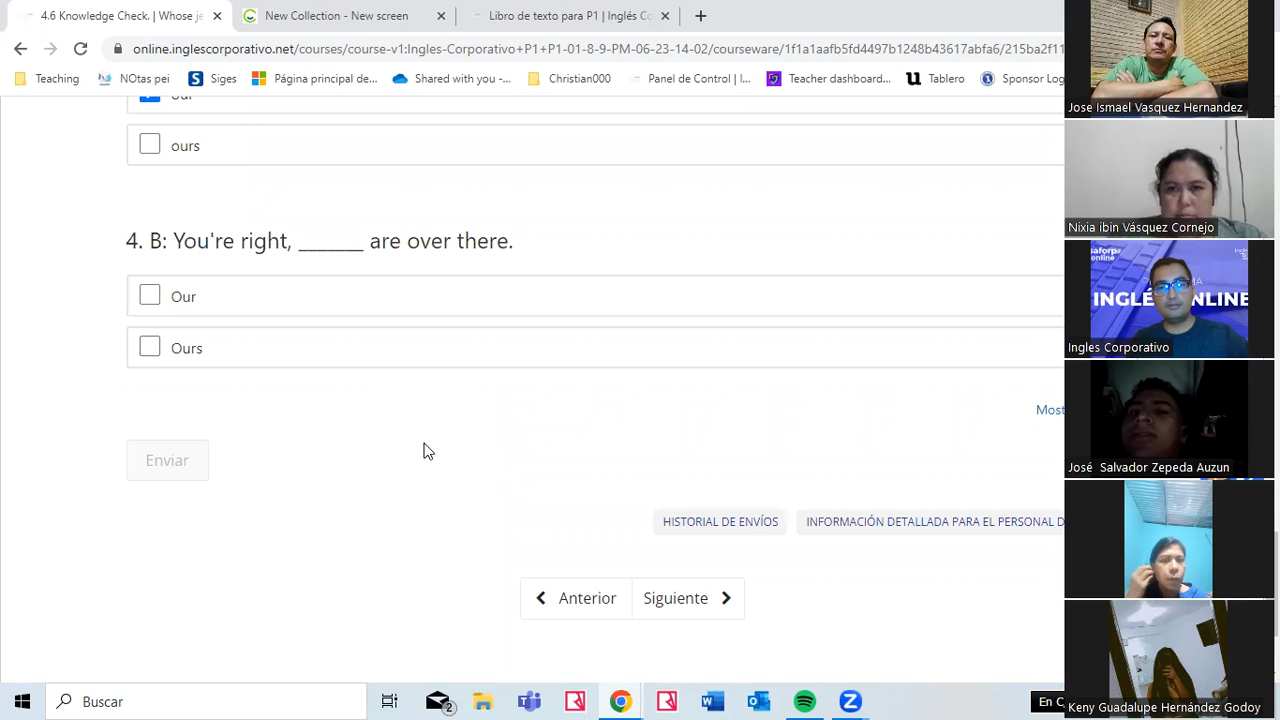 4.6 Knowledge Check. | Whose je
New Collection - New screen
Libro de texto para P1 | Inglés Co
online.inglescorporativo.net/courses/course-v1:Ingles-Corporativo+P1+P1-01-8-9-PM-06-23-14-02/courseware/1f1a1aafb5fd4497b1248b43617abfa6/215ba2f11
Teaching
NOtas pei
Siges
Página principal de...
Shared with you -...
Christian000
Panel de Control | I...
Teacher dashboard...
Tablero
Sponsor Log
our
ours
4. B: You're right, _______ are over there.
Our
Ours
Most
Enviar
HISTORIAL DE ENVÍOS
INFORMACIÓN DETALLADA PARA EL PERSONAL D
Anterior
Siguiente
Buscar
2
Jose Ismael Vasquez Hernandez
Nixia ibin Vásquez Cornejo
online
INGLÉ
NLINE
Ingles Corporativo
José Salvador Zepeda Auzun
Keny Guadalupe Hernández Godoy